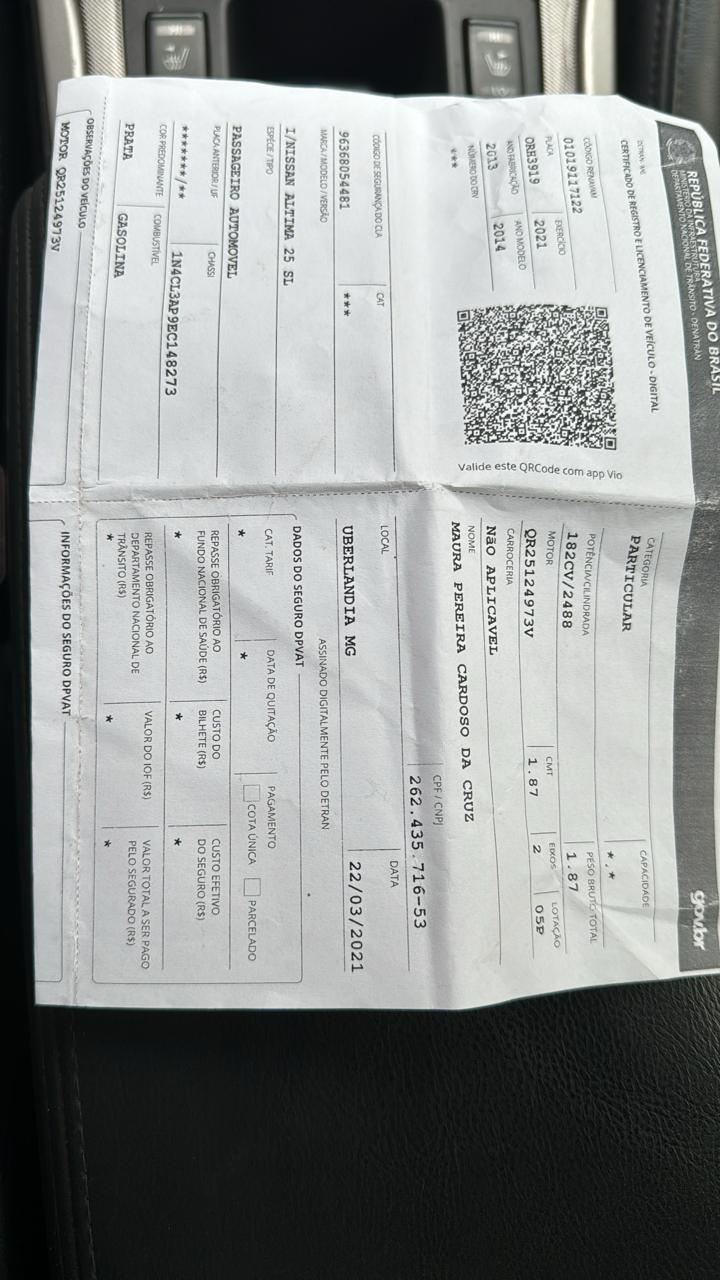 REPÚBLICA FEDERATIVA DO BRASIL
MINISTÉRIO DA INFRAESTRUTURA
DEPARTAMENTO NACIONAL DE TRÂNSITO - DENATRAN
gov.br
DETRAN - MG
CERTIFICADO DE REGISTRO E LICENCIAMENTO DE VEÍCULO - DIGITAL
CÓDIGO RENAVAM
01019117122
PLACA EXERCÍCIO
ORH3919 2021
ANO FABRICAÇÃO ANO MODELO
2013 2014
NÚMERO DO CRV
***
Valide este QRCode com app Vio
CÓDIGO DE SEGURANÇA DO CLA CAT
96368054481 ***
MARCA / MODELO / VERSÃO
I/NISSAN ALTIMA 25 SL
ESPÉCIE / TIPO
PASSAGEIRO AUTOMOVEL
PLACA ANTERIOR / UF CHASSI
*******/** 1N4CL3AP9EC148273
COR PREDOMINANTE COMBUSTÍVEL
PRATA GASOLINA
OBSERVAÇÕES DO VEÍCULO
MOTOR QR25124973V
CATEGORIA CAPACIDADE
PARTICULAR *.*
POTÊNCIA/CILINDRADA PESO BRUTO TOTAL
182CV/2488 1.87
MOTOR CMT EIXOS LOTAÇÃO
QR25124973V 1.87 2 05P
CARROCERIA
NãO APLICAVEL
NOME
MAURA PEREIRA CARDOSO DA CRUZ
CPF / CNPJ
262.435.716-53
LOCAL DATA
UBERLANDIA MG 22/03/2021
ASSINADO DIGITALMENTE PELO DETRAN
DADOS DO SEGURO DPVAT
CAT. TARIF DATA DE QUITAÇÃO PAGAMENTO
* * COTA ÚNICA PARCELADO
REPASSE OBRIGATÓRIO AO CUSTO DO CUSTO EFETIVO
FUNDO NACIONAL DE SAÚDE (R$) BILHETE (R$) DO SEGURO (R$)
* * *
REPASSE OBRIGATÓRIO AO VALOR DO IOF (R$) VALOR TOTAL A SER PAGO
DEPARTAMENTO NACIONAL DE PELO SEGURADO (R$)
TRÂNSITO (R$)
* * *
INFORMAÇÕES DO SEGURO DPVAT